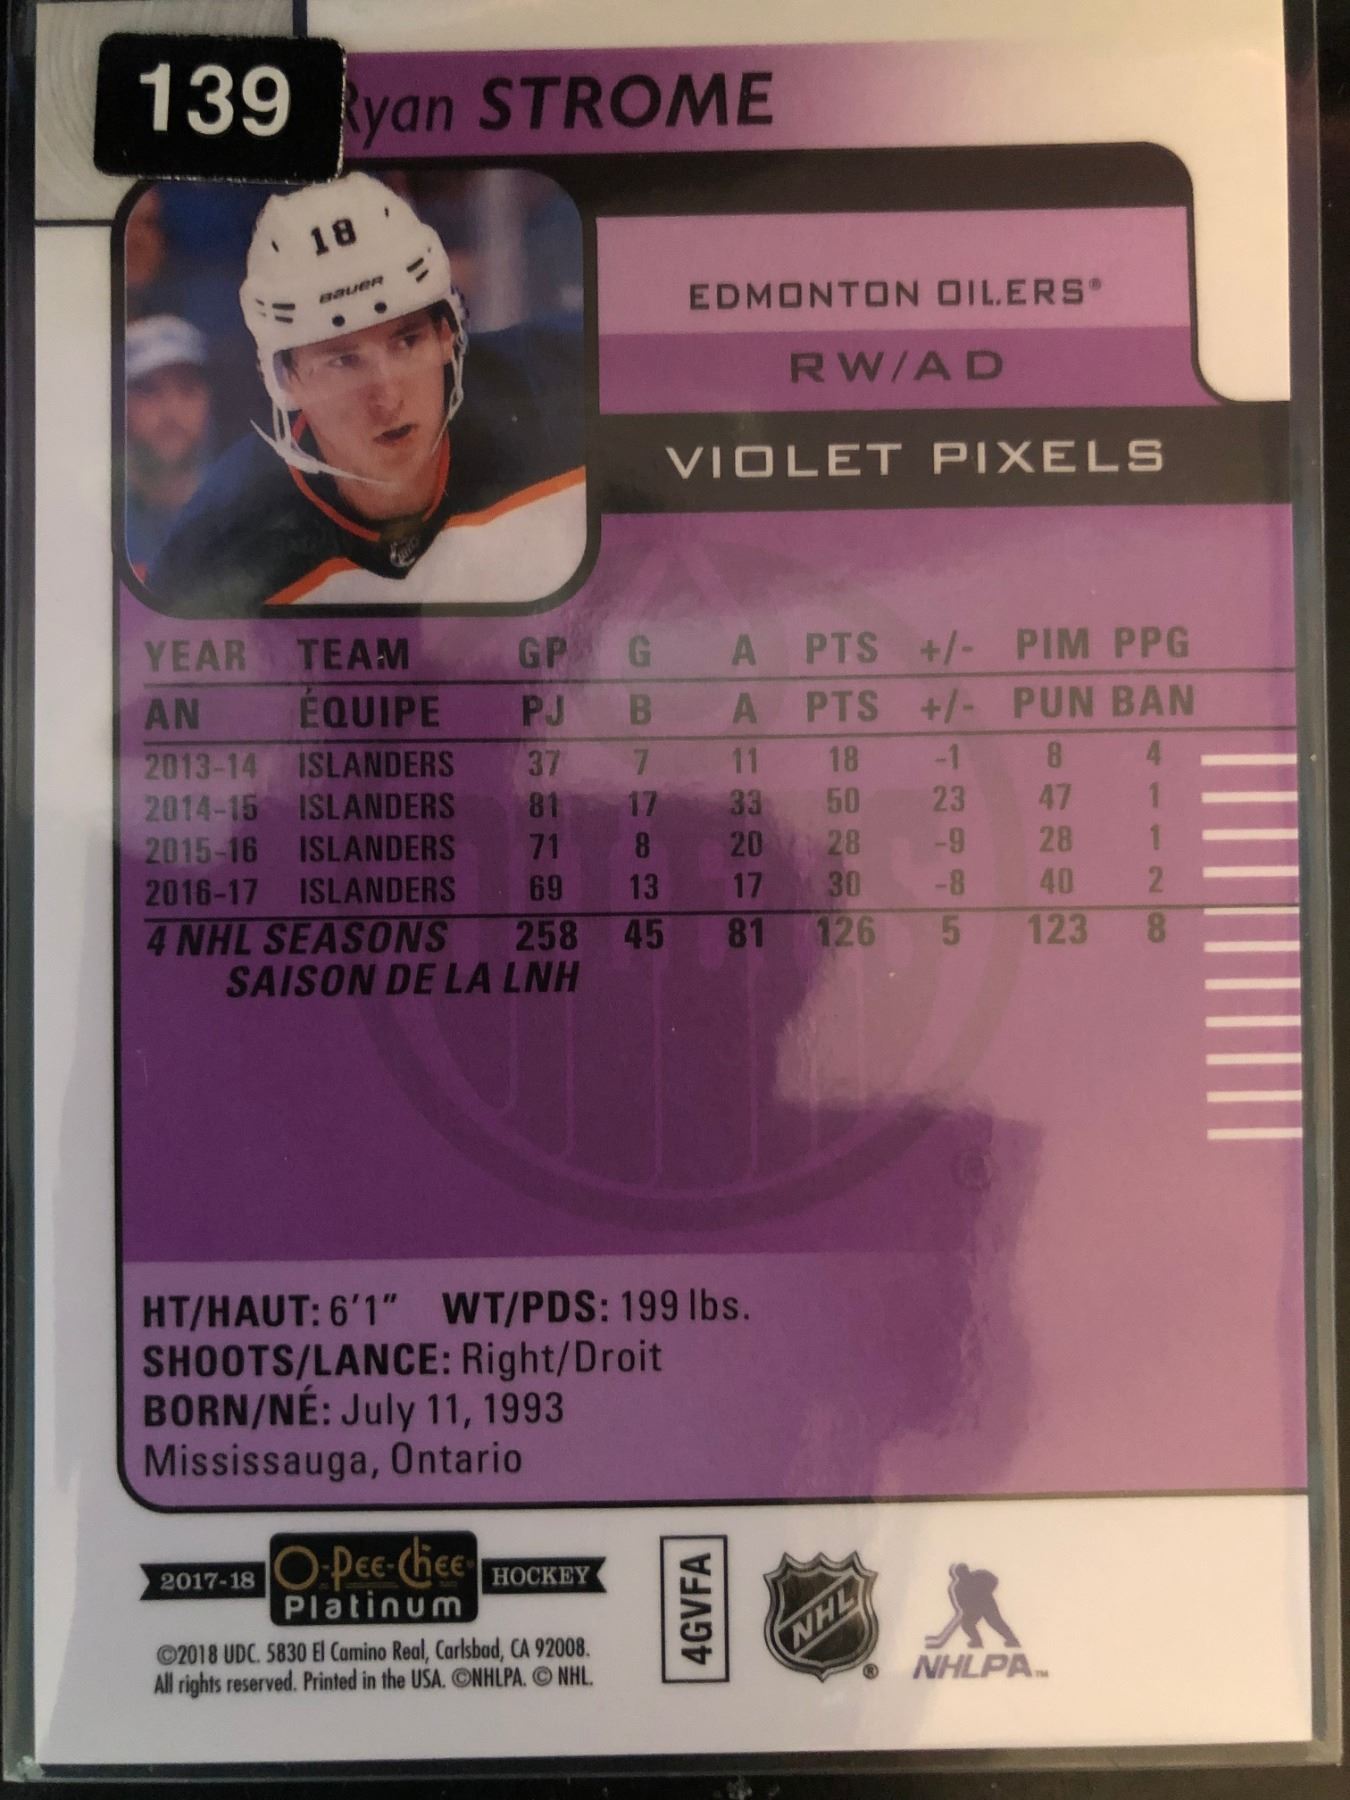 139
Ryan STROME
18
BAUER
EDMONTON OILERS®
RW/AD
VIOLET PIXELS
YEAR TEAM GP G A PTS +/- PIM PPG
AN ÉQUIPE PJ B A PTS +/- PUN BAN
2013-14 ISLANDERS 37 7 11 18 -1 8 4
2014-15 ISLANDERS 81 17 33 50 23 47 1
2015-16 ISLANDERS 71 8 20 28 -9 28 1
2016-17 ISLANDERS 69 13 17 30 -8 40 2
4 NHL SEASONS 258 45 81 126 5 123 8
SAISON DE LA LNH
OILERS
®
HT/HAUT: 6'1" WT/PDS: 199 lbs.
SHOOTS/LANCE: Right/Droit
BORN/NÉ: July 11, 1993
Mississauga, Ontario
2017-18 O-Pee-Chee HOCKEY
Platinum
©2018 UDC. 5830 El Camino Real, Carlsbad, CA 92008.
All rights reserved. Printed in the USA. ©NHLPA. © NHL.
4GVFA
NHL ®
NHLPA™